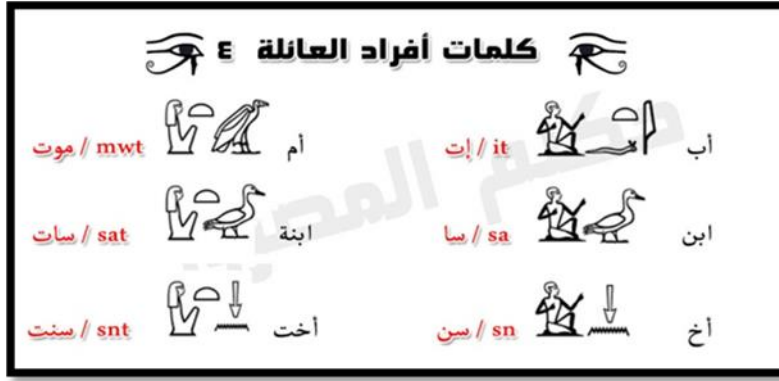 كلمات أفراد العائلة ٤
أب it / إت أم mwt / موت
ابن sa / سا ابنة sat / سات
أخ sn / سن أخت snt / سنت